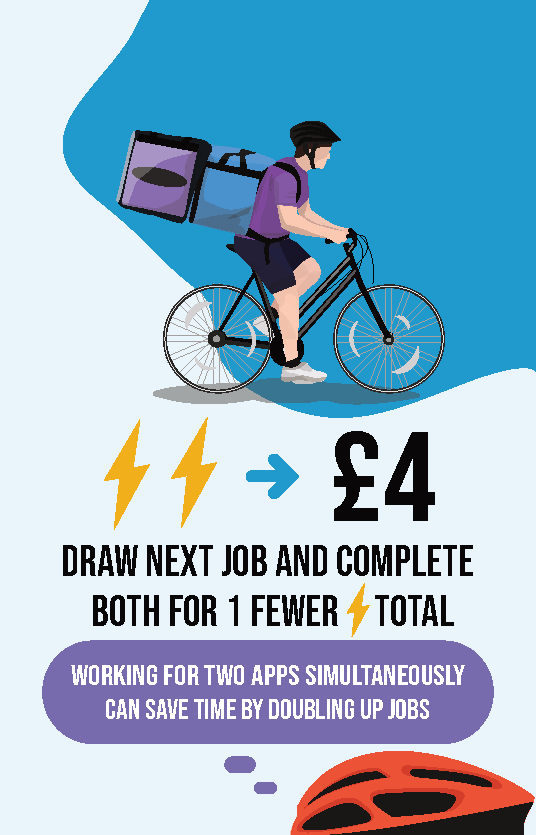 £4
DRAW NEXT JOB AND COMPLETE
BOTH FOR 1 FEWER TOTAL
WORKING FOR TWO APPS SIMULTANEOUSLY
CAN SAVE TIME BY DOUBLING UP JOBS